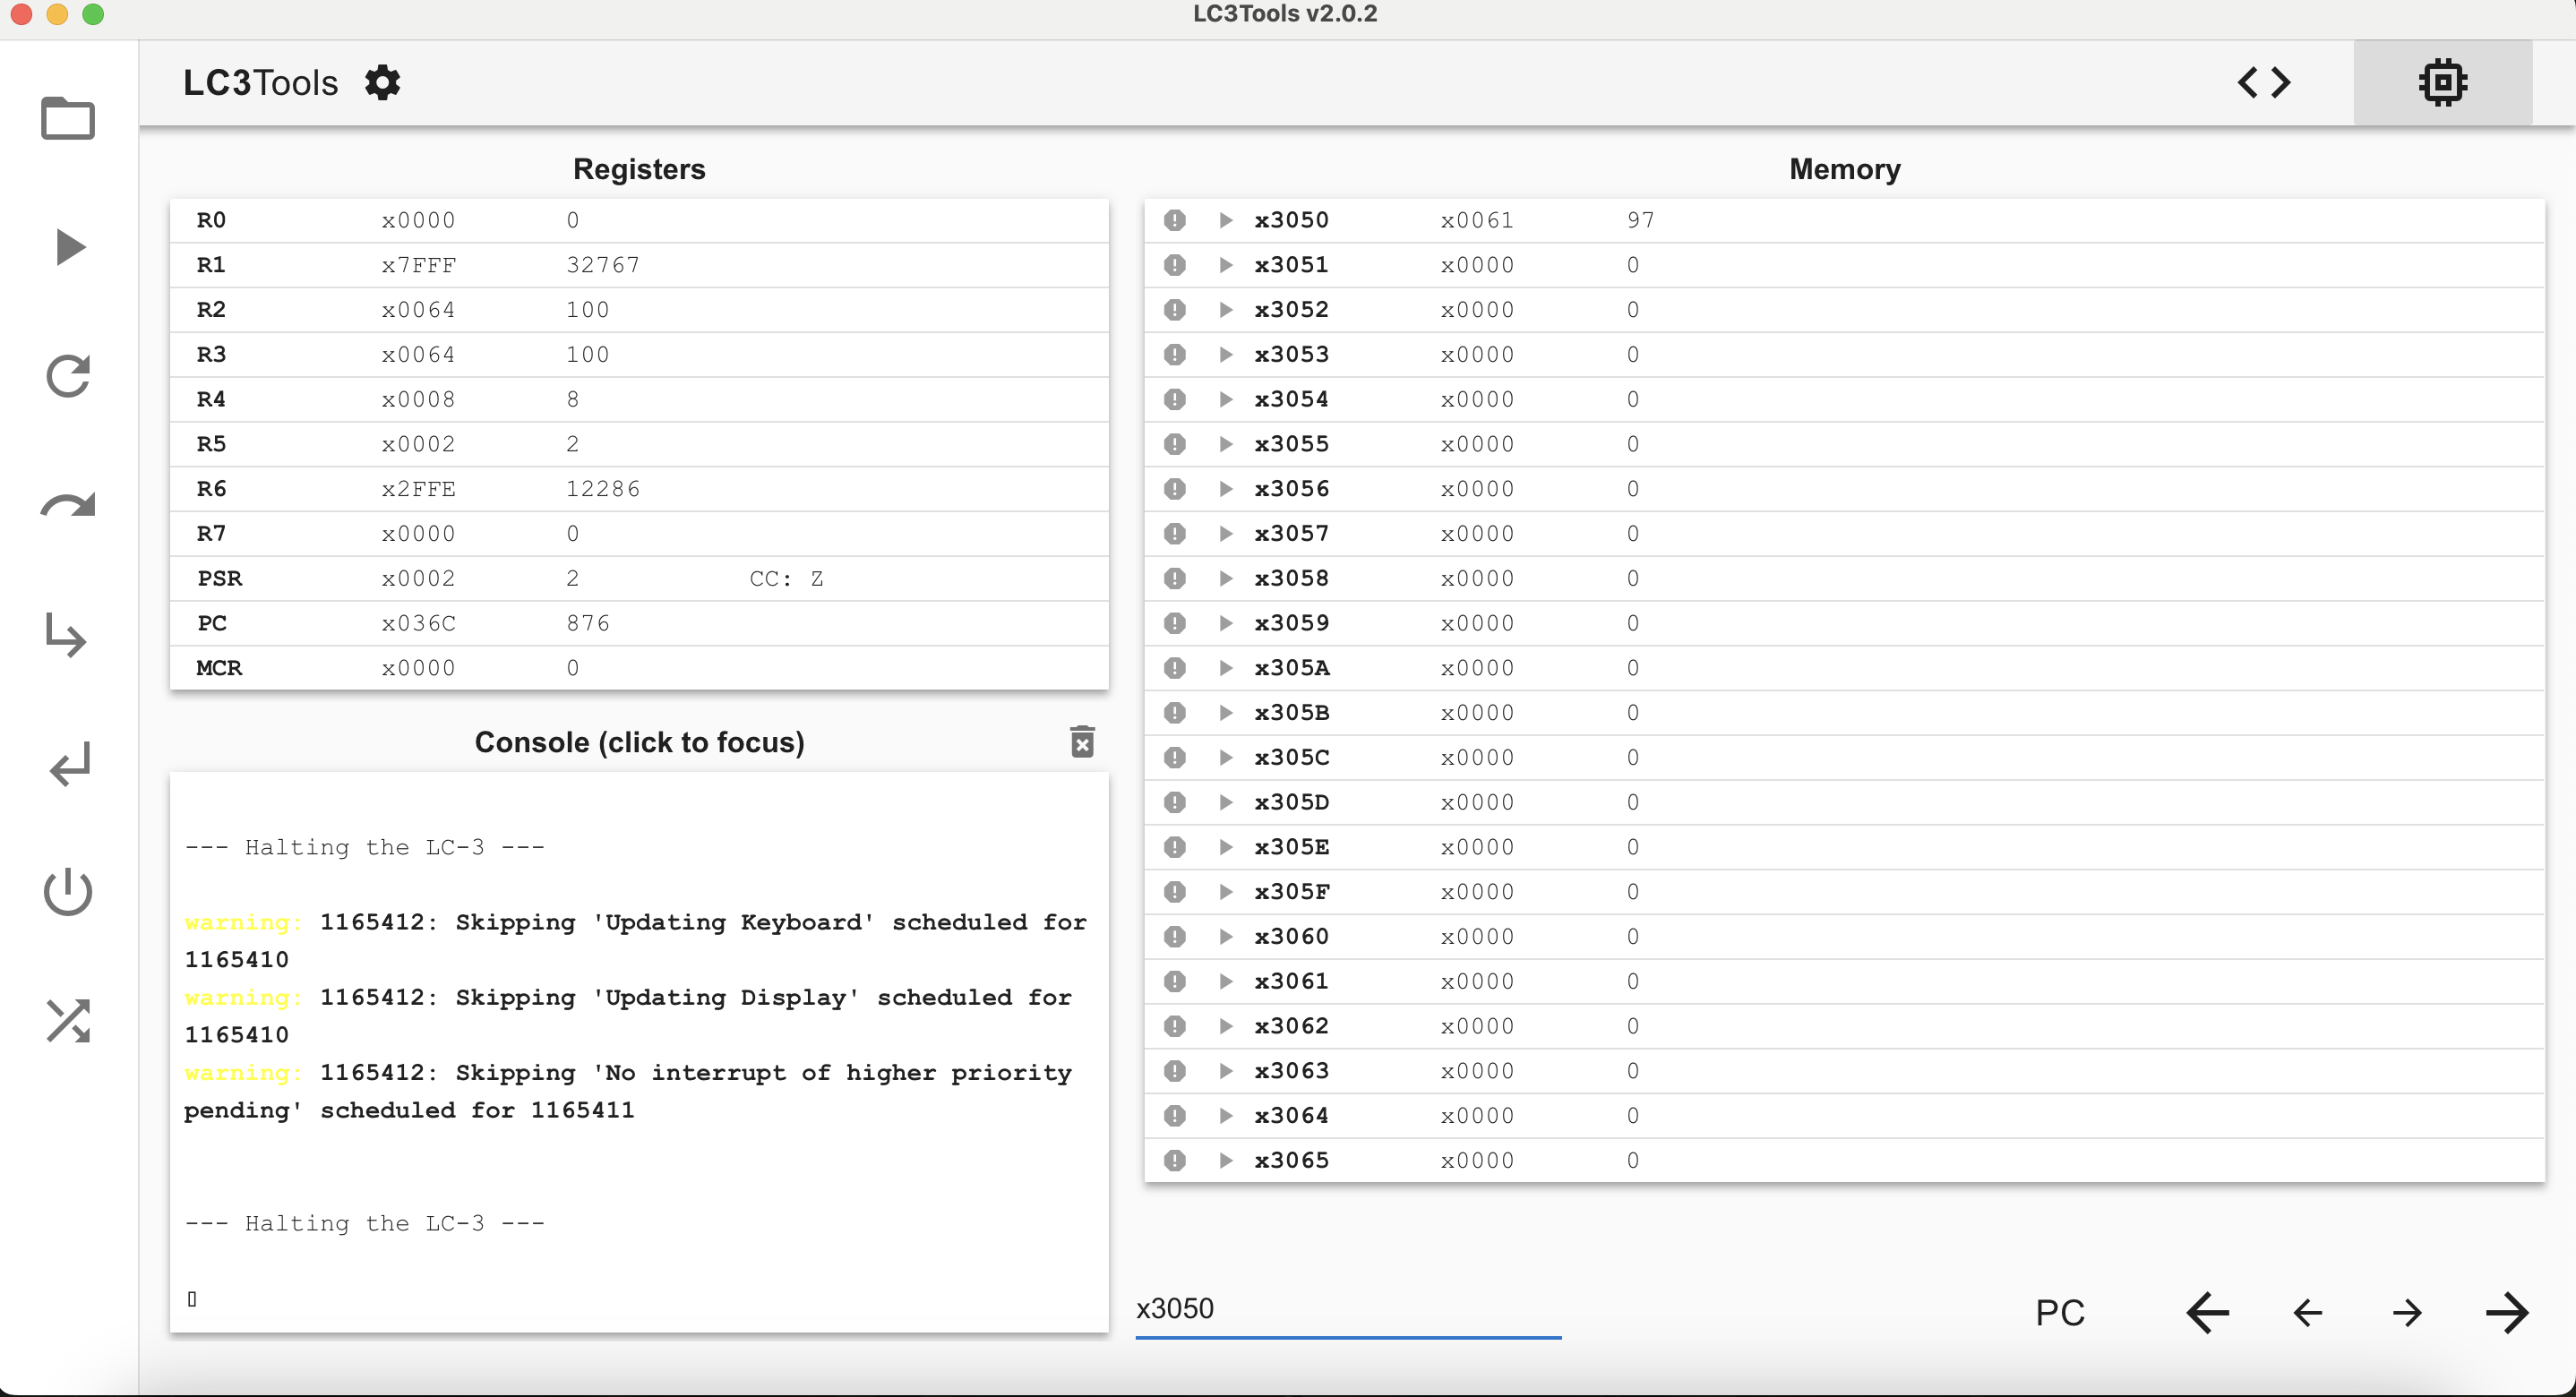 LC3Tools v2.0.2
LC3Tools
Registers
R0 x0000 0
R1 x7FFF 32767
R2 x0064 100
R3 x0064 100
R4 x0008 8
R5 x0002 2
R6 x2FFE 12286
R7 x0000 0
PSR x0002 2 CC: Z
PC x036C 876
MCR x0000 0
Console (click to focus)
--- Halting the LC-3 ---
warning: 1165412: Skipping 'Updating Keyboard' scheduled for
1165410
warning: 1165412: Skipping 'Updating Display' scheduled for
1165410
warning: 1165412: Skipping 'No interrupt of higher priority
pending' scheduled for 1165411
--- Halting the LC-3 ---
Memory
x3050 x0061 97
x3051 x0000 0
x3052 x0000 0
x3053 x0000 0
x3054 x0000 0
x3055 x0000 0
x3056 x0000 0
x3057 x0000 0
x3058 x0000 0
x3059 x0000 0
x305A x0000 0
x305B x0000 0
x305C x0000 0
x305D x0000 0
x305E x0000 0
x305F x0000 0
x3060 x0000 0
x3061 x0000 0
x3062 x0000 0
x3063 x0000 0
x3064 x0000 0
x3065 x0000 0
x3050
PC